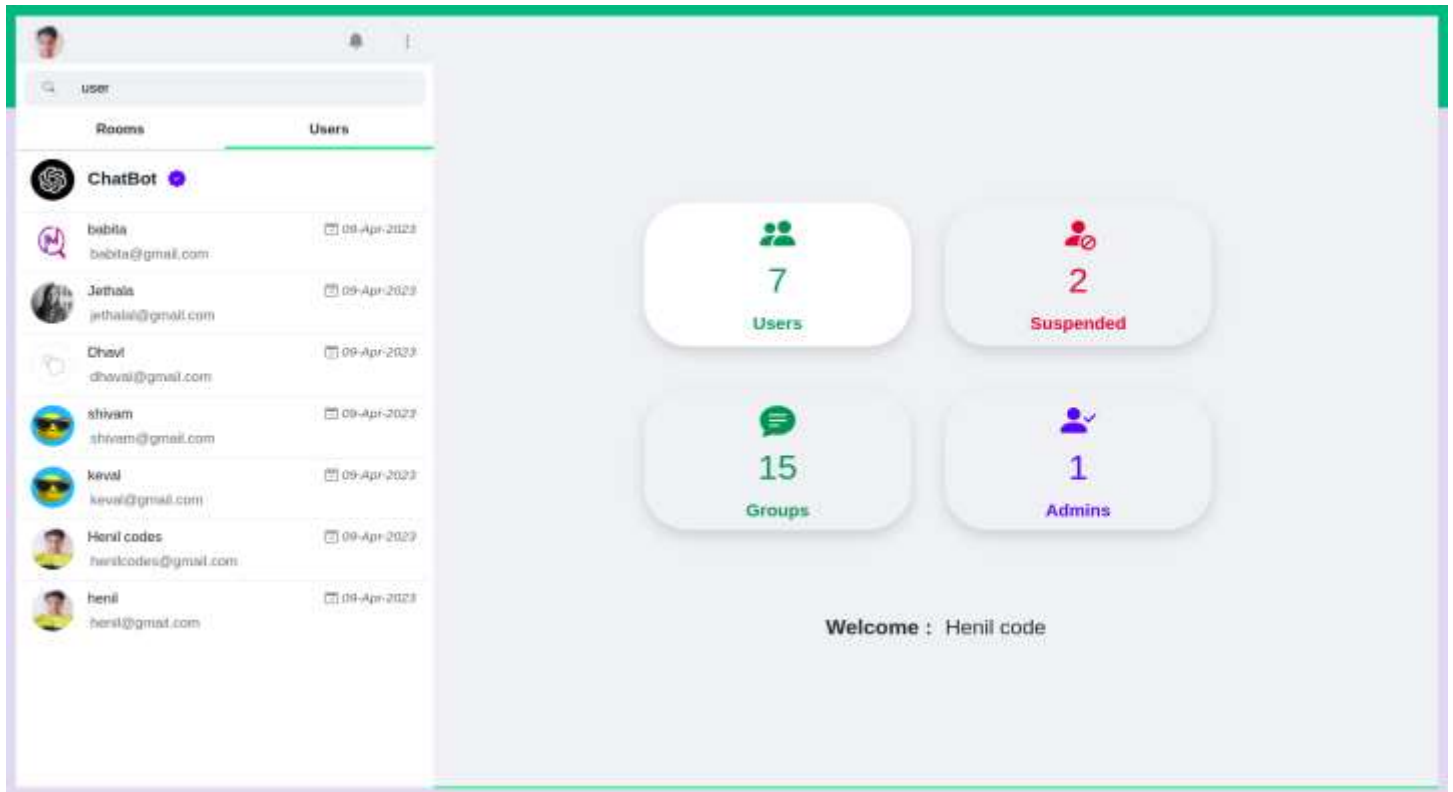 user
Rooms Users
ChatBot
babita 09-Apr-2023
babita@gmail.com
Jethala 09-Apr-2023
jethalal@gmail.com
Dhavl 09-Apr-2023
dhaval@gmail.com
shivam 09-Apr-2023
shivam@gmail.com
keval 09-Apr-2023
keval@gmail.com
Henil codes 09-Apr-2023
henilcodes@gmail.com
henil 09-Apr-2023
henil@gmail.com
7
Users
2
Suspended
15
Groups
1
Admins
Welcome : Henil code